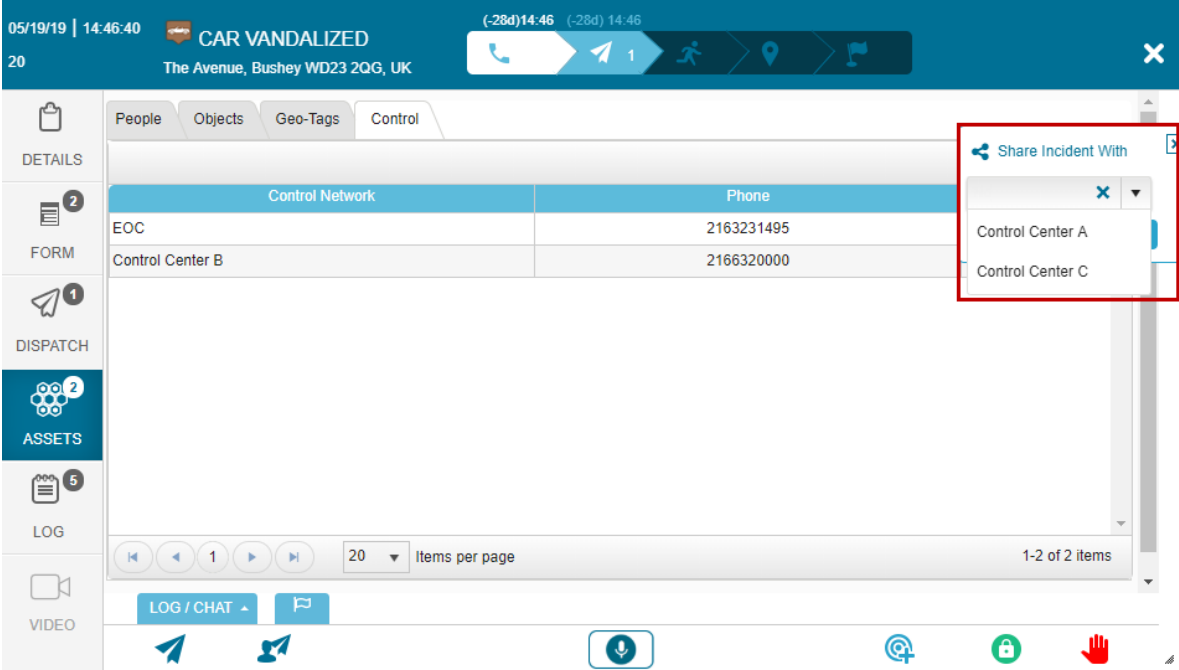 05/19/19 | 14:46:40
20
CAR VANDALIZED
The Avenue, Bushey WD23 2QG, UK
(-28d)14:46 (-28d) 14:46
1
DETAILS
2
FORM
1
DISPATCH
2
ASSETS
5
LOG
VIDEO
People Objects Geo-Tags Control
Control Network Phone
EOC 2163231495
Control Center B 2166320000
Share Incident With
Control Center A
Control Center C
1 20 Items per page 1-2 of 2 items
LOG / CHAT